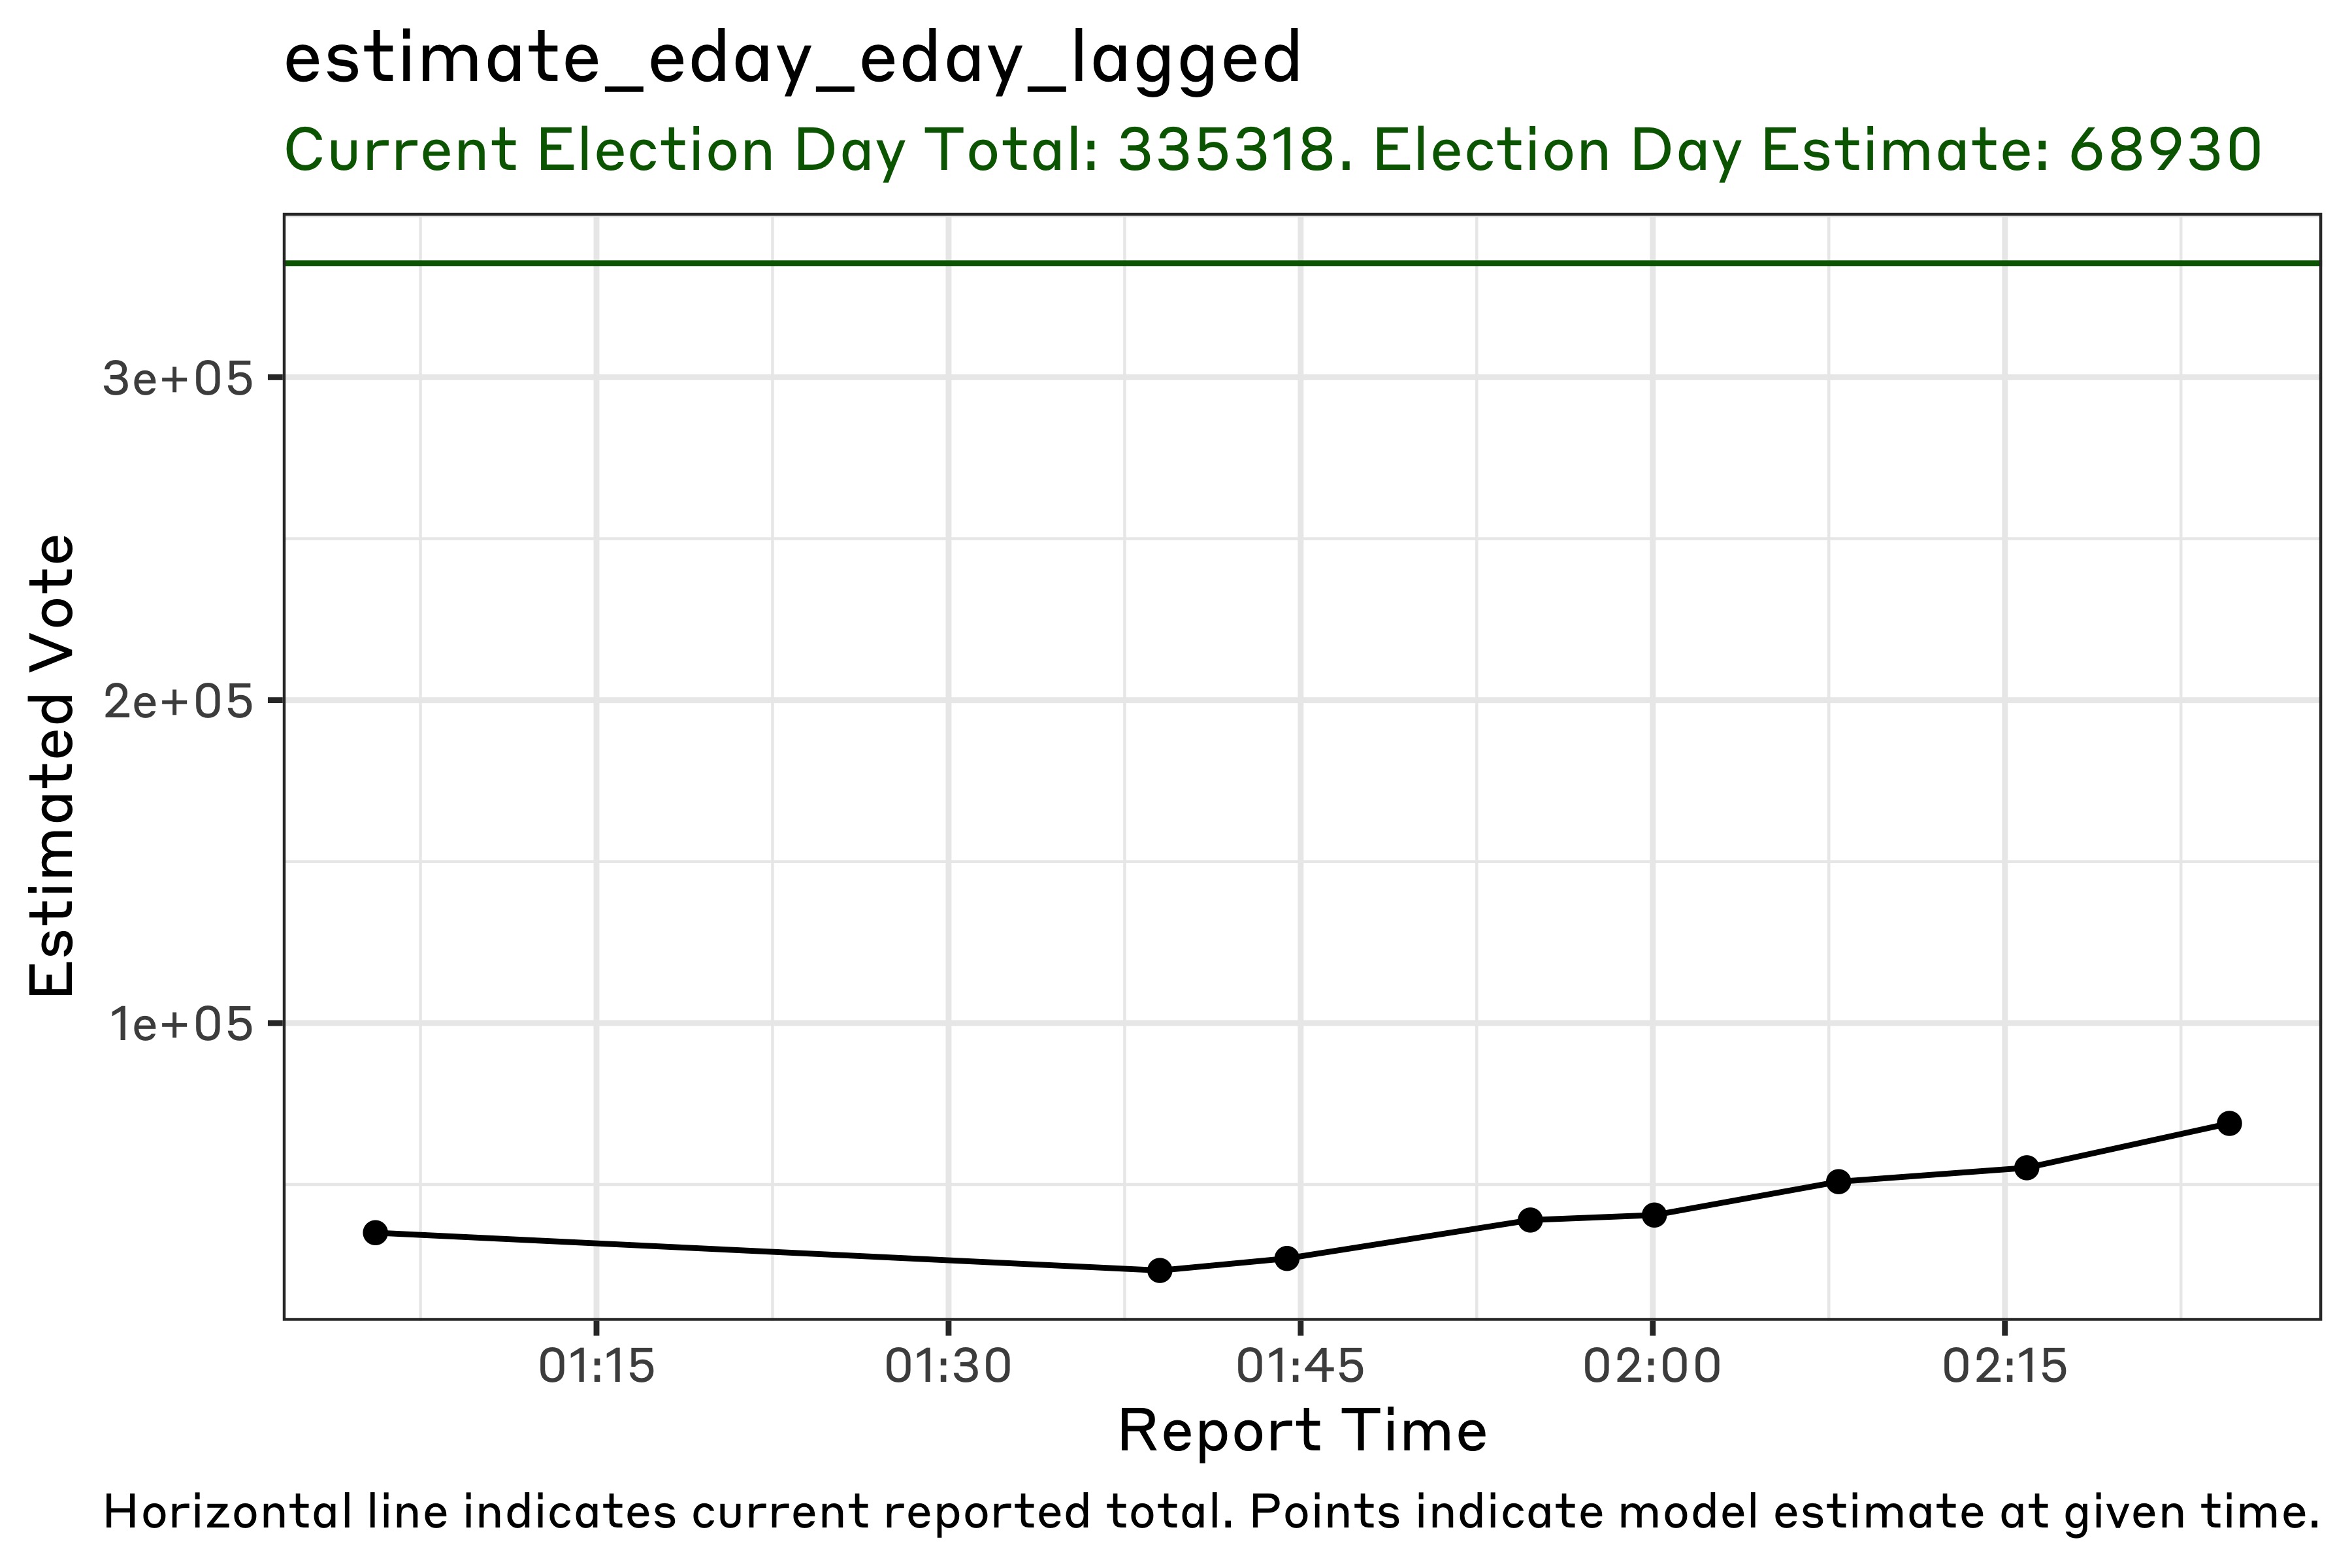 estimate_eday_eday_lagged
Current Election Day Total: 335318. Election Day Estimate: 68930
Estimated Vote
3e+05
2e+05
1e+05
01:15 01:30 01:45 02:00 02:15
Report Time
Horizontal line indicates current reported total. Points indicate model estimate at given time.